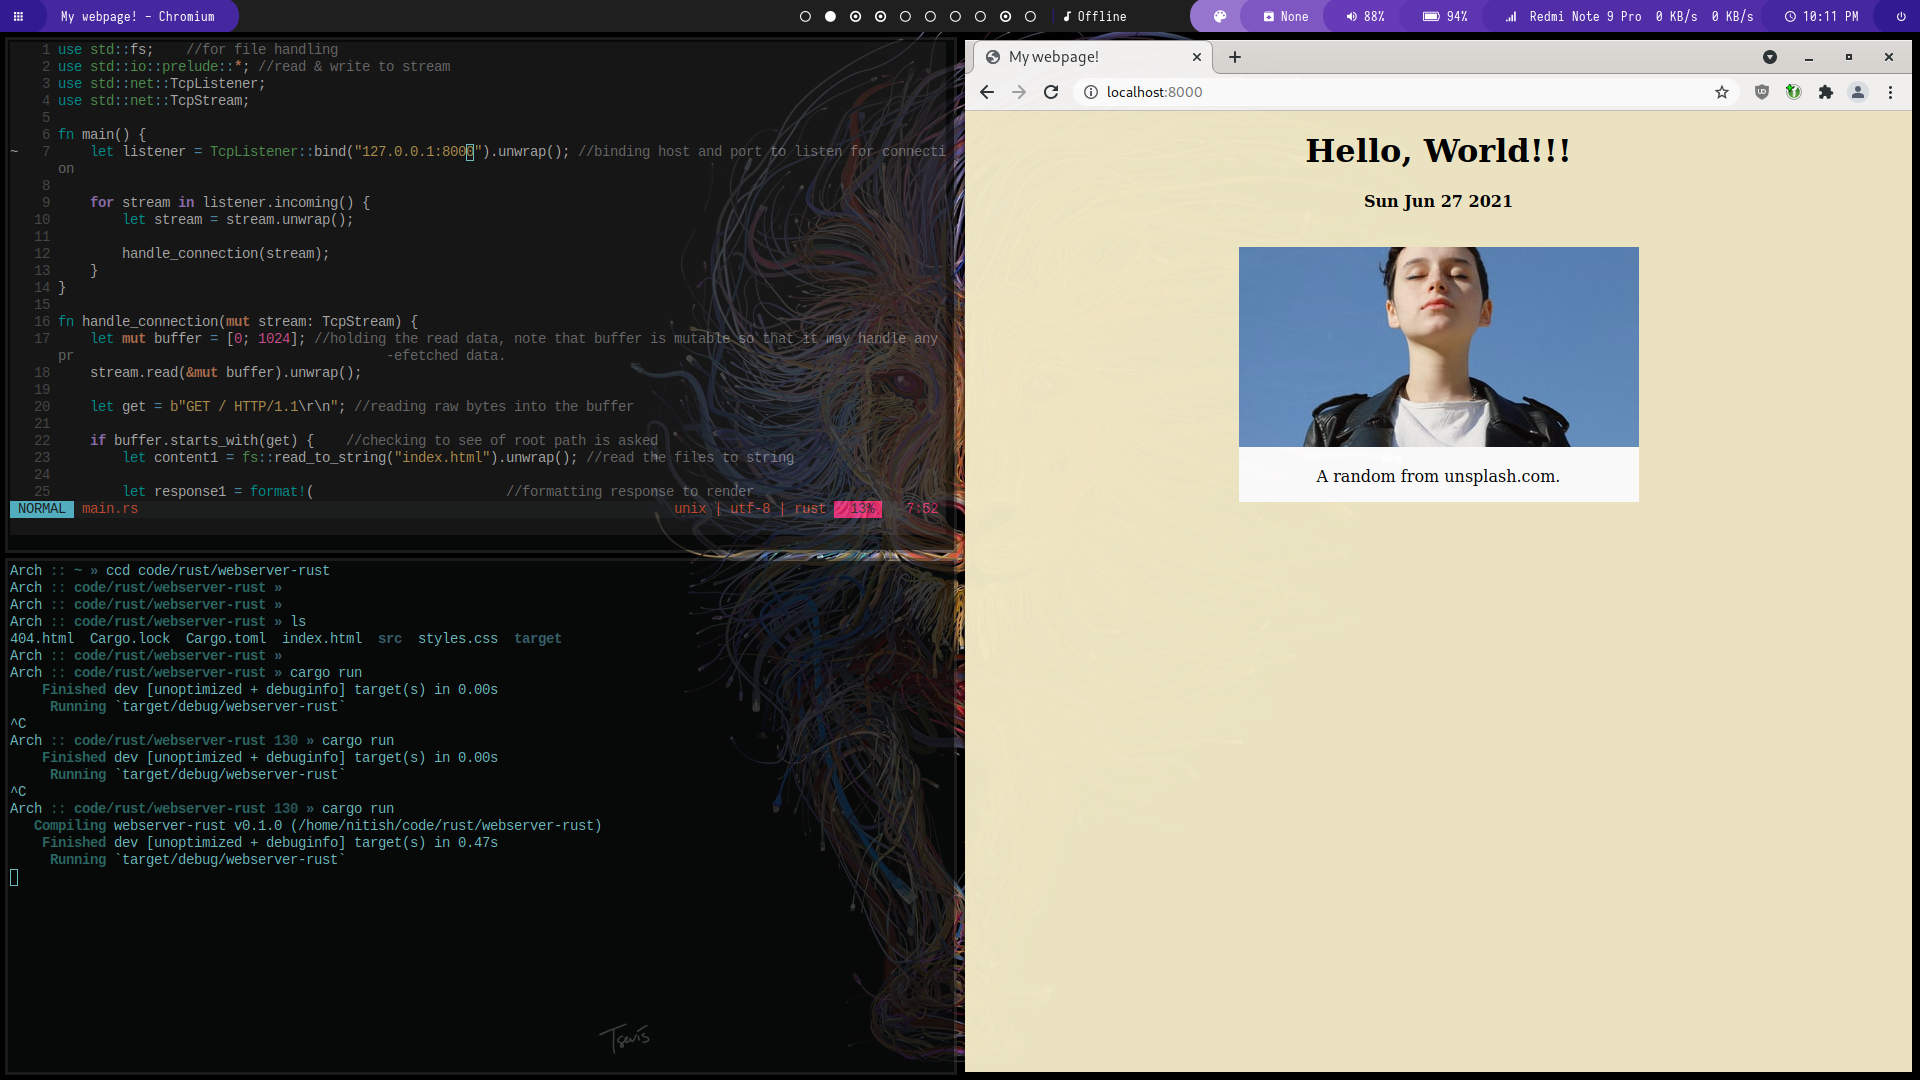 My webpage! - Chromium
Offline
None
88%
94%
Redmi Note 9 Pro 0 KB/s 0 KB/s
10:11 PM
1 use std::fs; //for file handling
2 use std::io::prelude::*; //read & write to stream
3 use std::net::TcpListener;
4 use std::net::TcpStream;
5
6 fn main() {
~ 7 let listener = TcpListener::bind("127.0.0.1:8000").unwrap(); //binding host and port to listen for connecti
on
8
9 for stream in listener.incoming() {
10 let stream = stream.unwrap();
11
12 handle_connection(stream);
13 }
14 }
15
16 fn handle_connection(mut stream: TcpStream) {
17 let mut buffer = [0; 1024]; //holding the read data, note that buffer is mutable so that it may handle any
pr -efetched data.
18 stream.read(&mut buffer).unwrap();
19
20 let get = b"GET / HTTP/1.1\r\n"; //reading raw bytes into the buffer
21
22 if buffer.starts_with(get) { //checking to see of root path is asked
23 let content1 = fs::read_to_string("index.html").unwrap(); //read the files to string
24
25 let response1 = format!( //formatting response to render
NORMAL main.rs unix | utf-8 | rust 13% 7:52
Arch :: ~ » ccd code/rust/webserver-rust
Arch :: code/rust/webserver-rust »
Arch :: code/rust/webserver-rust »
Arch :: code/rust/webserver-rust » ls
404.html Cargo.lock Cargo.toml index.html src styles.css target
Arch :: code/rust/webserver-rust »
Arch :: code/rust/webserver-rust » cargo run
Finished dev [unoptimized + debuginfo] target(s) in 0.00s
Running `target/debug/webserver-rust`
^C
Arch :: code/rust/webserver-rust 130 » cargo run
Finished dev [unoptimized + debuginfo] target(s) in 0.00s
Running `target/debug/webserver-rust`
^C
Arch :: code/rust/webserver-rust 130 » cargo run
Compiling webserver-rust v0.1.0 (/home/nitish/code/rust/webserver-rust)
Finished dev [unoptimized + debuginfo] target(s) in 0.47s
Running `target/debug/webserver-rust`
Tsevis
My webpage!
localhost:8000
Hello, World!!!
Sun Jun 27 2021
A random from unsplash.com.